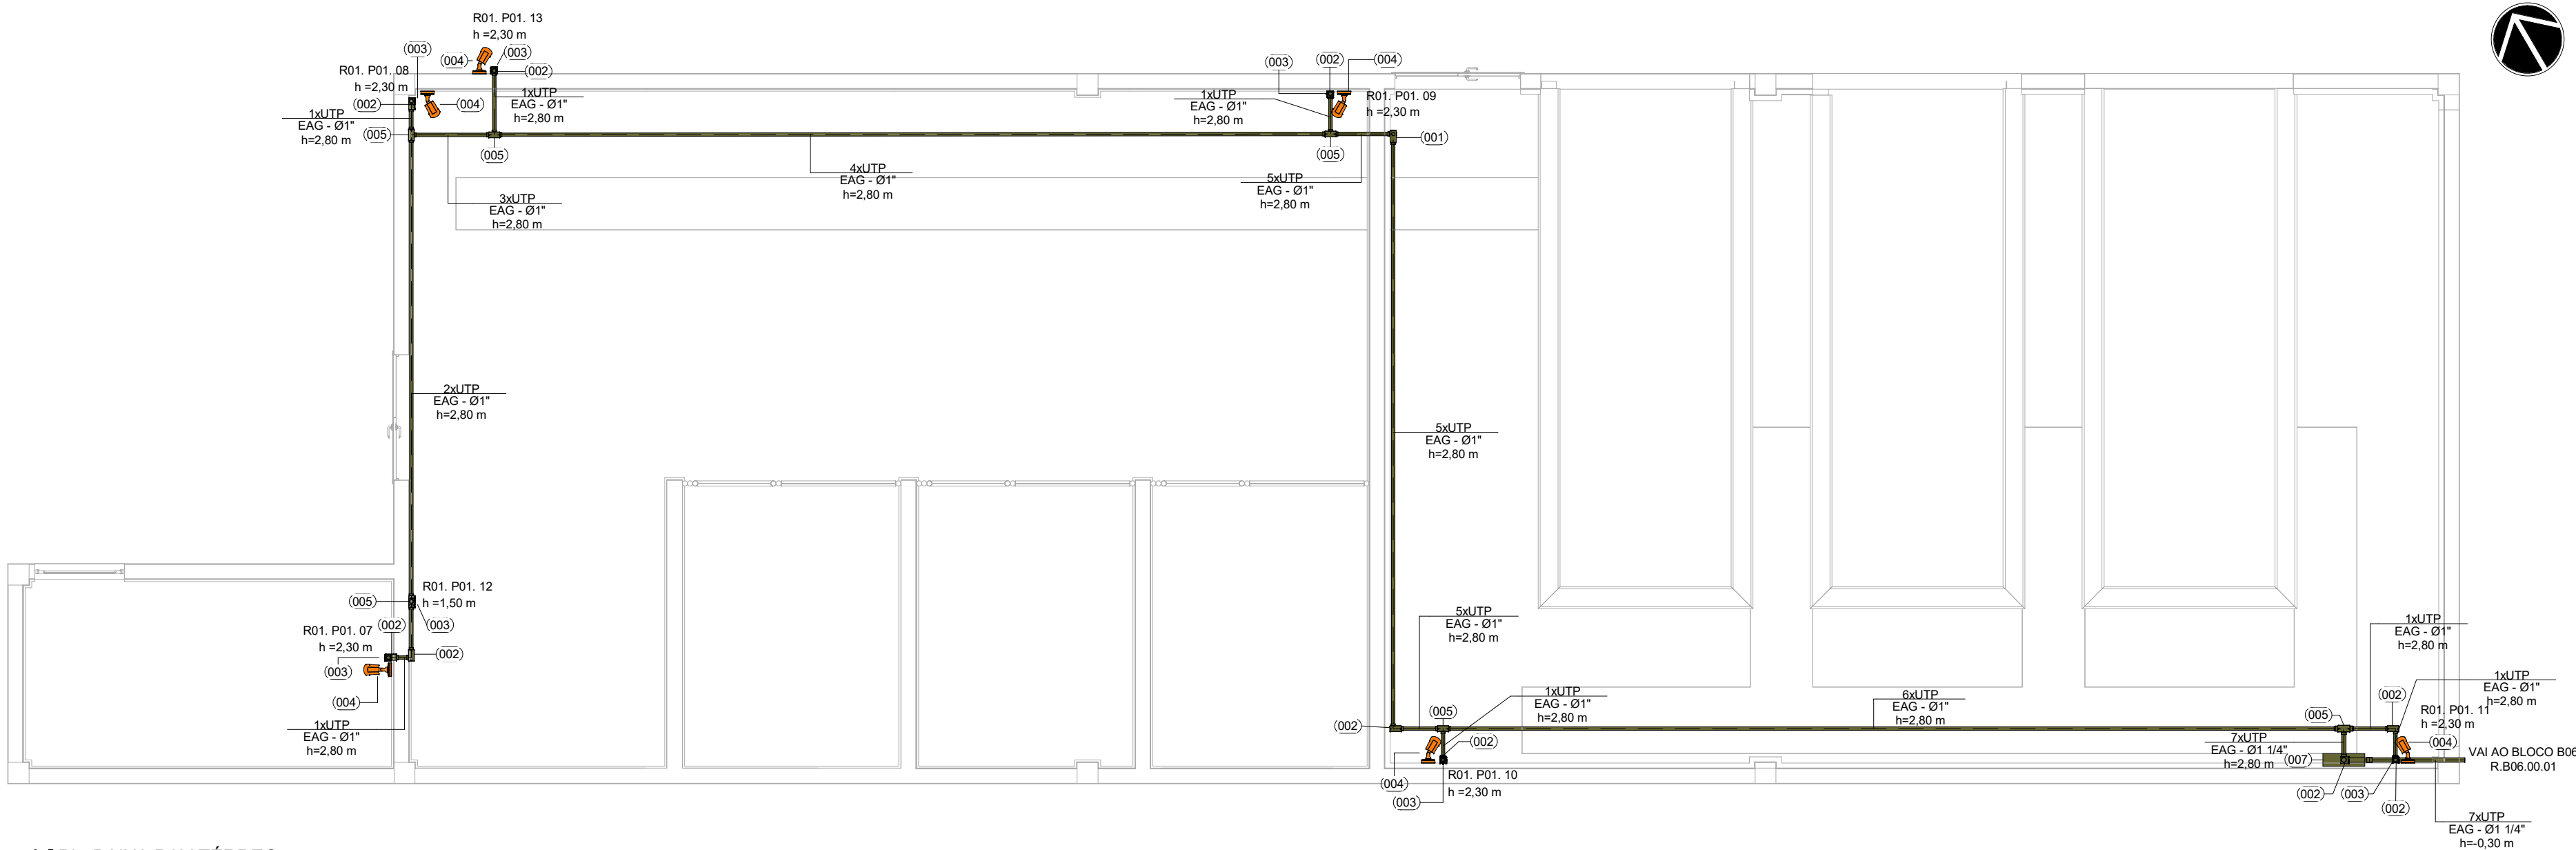 R01. P01. 13
h =2,30 m
(003)
(003)
(004)
(002)
R01. P01. 08
h =2,30 m
(002)
(004)
1xUTP
EAG - Ø1"
h=2,80 m
1xUTP
EAG - Ø1"
h=2,80 m
(005)
(005)
(003)
(002)
(004)
R01. P01. 09
h =2,30 m
1xUTP
EAG - Ø1"
h=2,80 m
(001)
(005)
4xUTP
EAG - Ø1"
h=2,80 m
5xUTP
EAG - Ø1"
h=2,80 m
3xUTP
EAG - Ø1"
h=2,80 m
2xUTP
EAG - Ø1"
h=2,80 m
5xUTP
EAG - Ø1"
h=2,80 m
R01. P01. 12
h =1,50 m
(005)
(003)
(002)
R01. P01. 07
h =2,30 m
(002)
(003)
(004)
1xUTP
EAG - Ø1"
h=2,80 m
5xUTP
EAG - Ø1"
h=2,80 m
1xUTP
EAG - Ø1"
h=2,80 m
(005)
(002)
(002)
(004)
(003)
R01. P01. 10
h =2,30 m
6xUTP
EAG - Ø1"
h=2,80 m
1xUTP
EAG - Ø1"
h=2,80 m
1xUTP
EAG - Ø1"
h=2,80 m
(002)
(005)
R01. P01. 11
h =2,30 m
7xUTP
EAG - Ø1 1/4"
h=2,80 m
(007)
(004)
VAI AO BLOCO B06
R.B06.00.01
(002)
(003)
(002)
7xUTP
EAG - Ø1 1/4"
h=-0,30 m